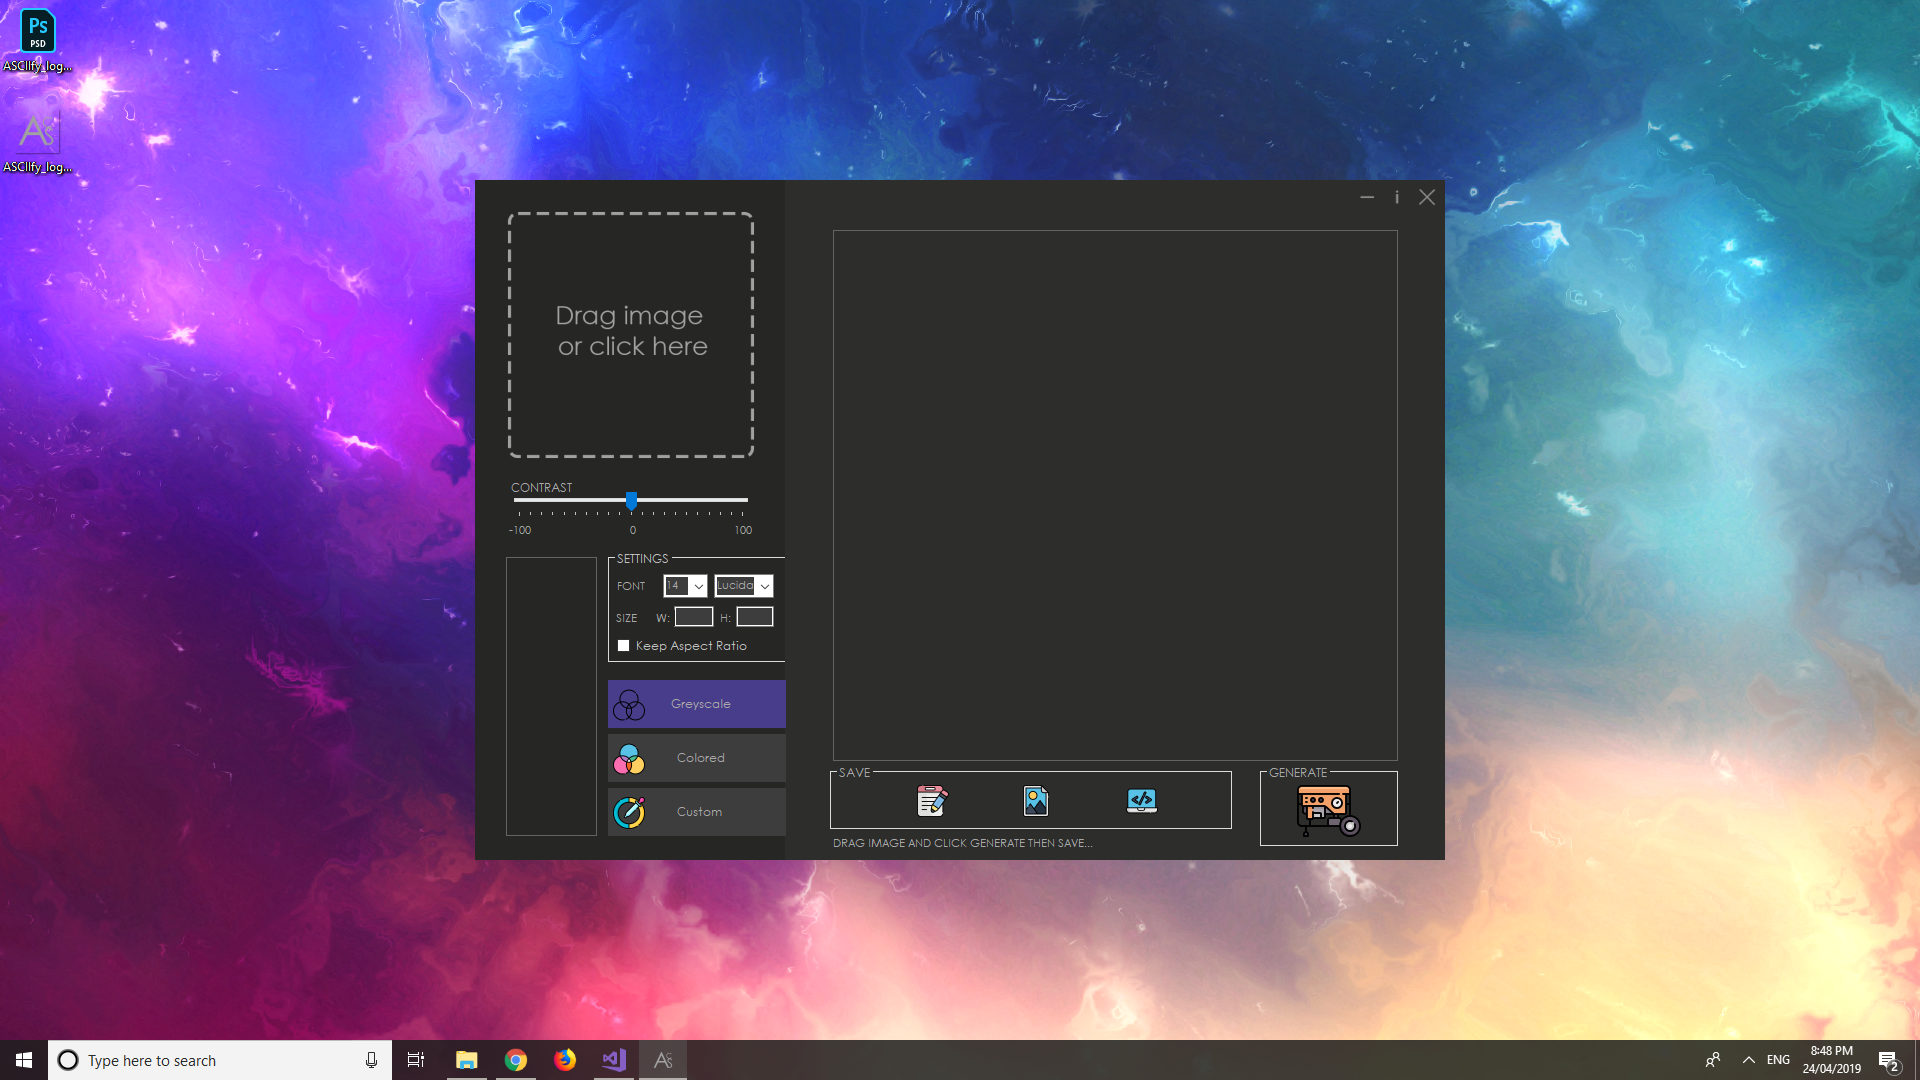 Ps
PSD
ASCIIfy_log...
As
ASCIIfy_log...
i
Drag image
or click here
CONTRAST
-100 0 100
SETTINGS
FONT 14 Lucida
SIZE W: H:
Keep Aspect Ratio
Greyscale
Colored
Custom
SAVE
GENERATE
DRAG IMAGE AND CLICK GENERATE THEN SAVE...
Type here to search
As
ENG
8:48 PM
24/04/2019
2